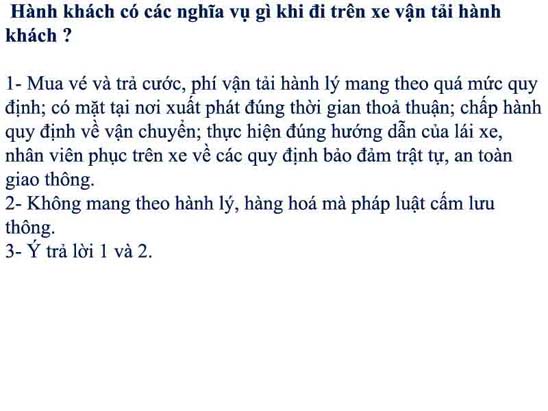 Hành khách có các nghĩa vụ gì khi đi trên xe vận tải hành
khách ?
1- Mua vé và trả cước, phí vận tải hành lý mang theo quá mức quy
định; có mặt tại nơi xuất phát đúng thời gian thoả thuận; chấp hành
quy định về vận chuyển; thực hiện đúng hướng dẫn của lái xe,
nhân viên phục trên xe về các quy định bảo đảm trật tự, an toàn
giao thông.
2- Không mang theo hành lý, hàng hoá mà pháp luật cấm lưu
thông.
3- Ý trả lời 1 và 2.